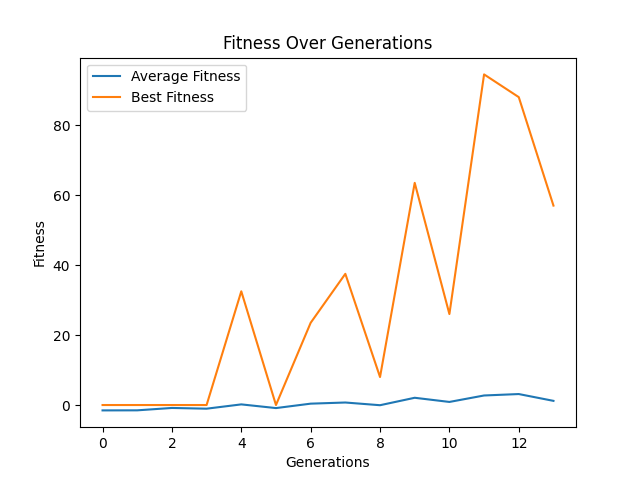 Fitness Over Generations
Average Fitness
Best Fitness
80
60
40
20
0
Fitness
0 2 4 6 8 10 12
Generations